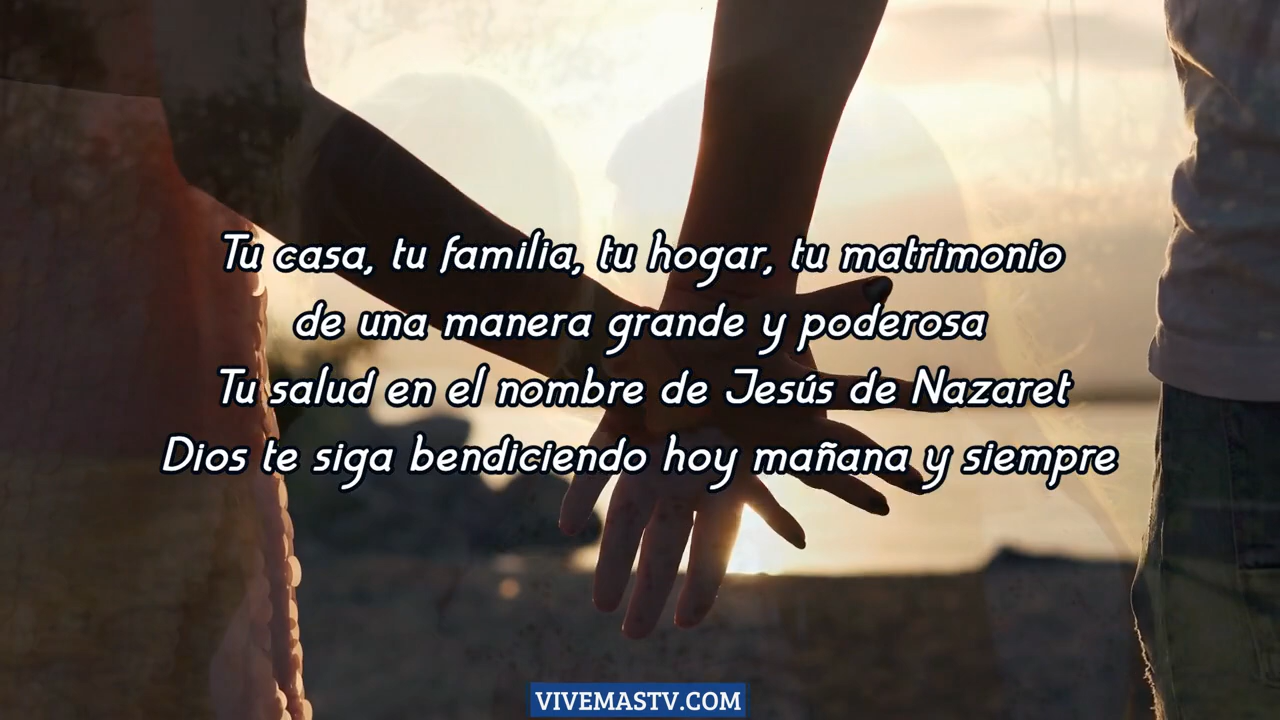 Tu casa, tu familia, tu hogar, tu matrimonio
de una manera grande y poderosa
Tu salud en el nombre de Jesús de Nazaret
Dios te siga bendiciendo hoy mañana y siempre
VIVEMASTV.COM